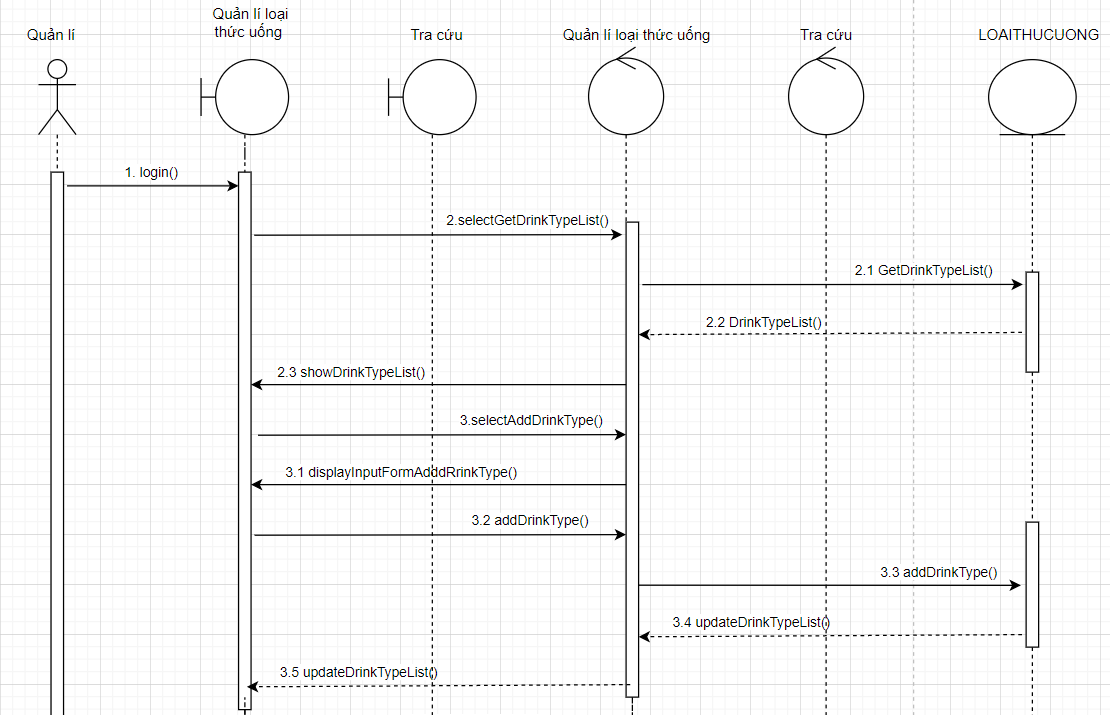 Quản lí
Quản lí loại
thức uống
Tra cứu
Quản lí loại thức uống
Tra cứu
LOAITHUCUONG
1. login()
2.selectGetDrinkTypeList()
2.1 GetDrinkTypeList()
2.2 DrinkTypeList()
2.3 showDrinkTypeList()
3.selectAddDrinkType()
3.1 displayInputFormAdddRrinkType()
3.2 addDrinkType()
3.3 addDrinkType()
3.4 updateDrinkTypeList()
3.5 updateDrinkTypeList()